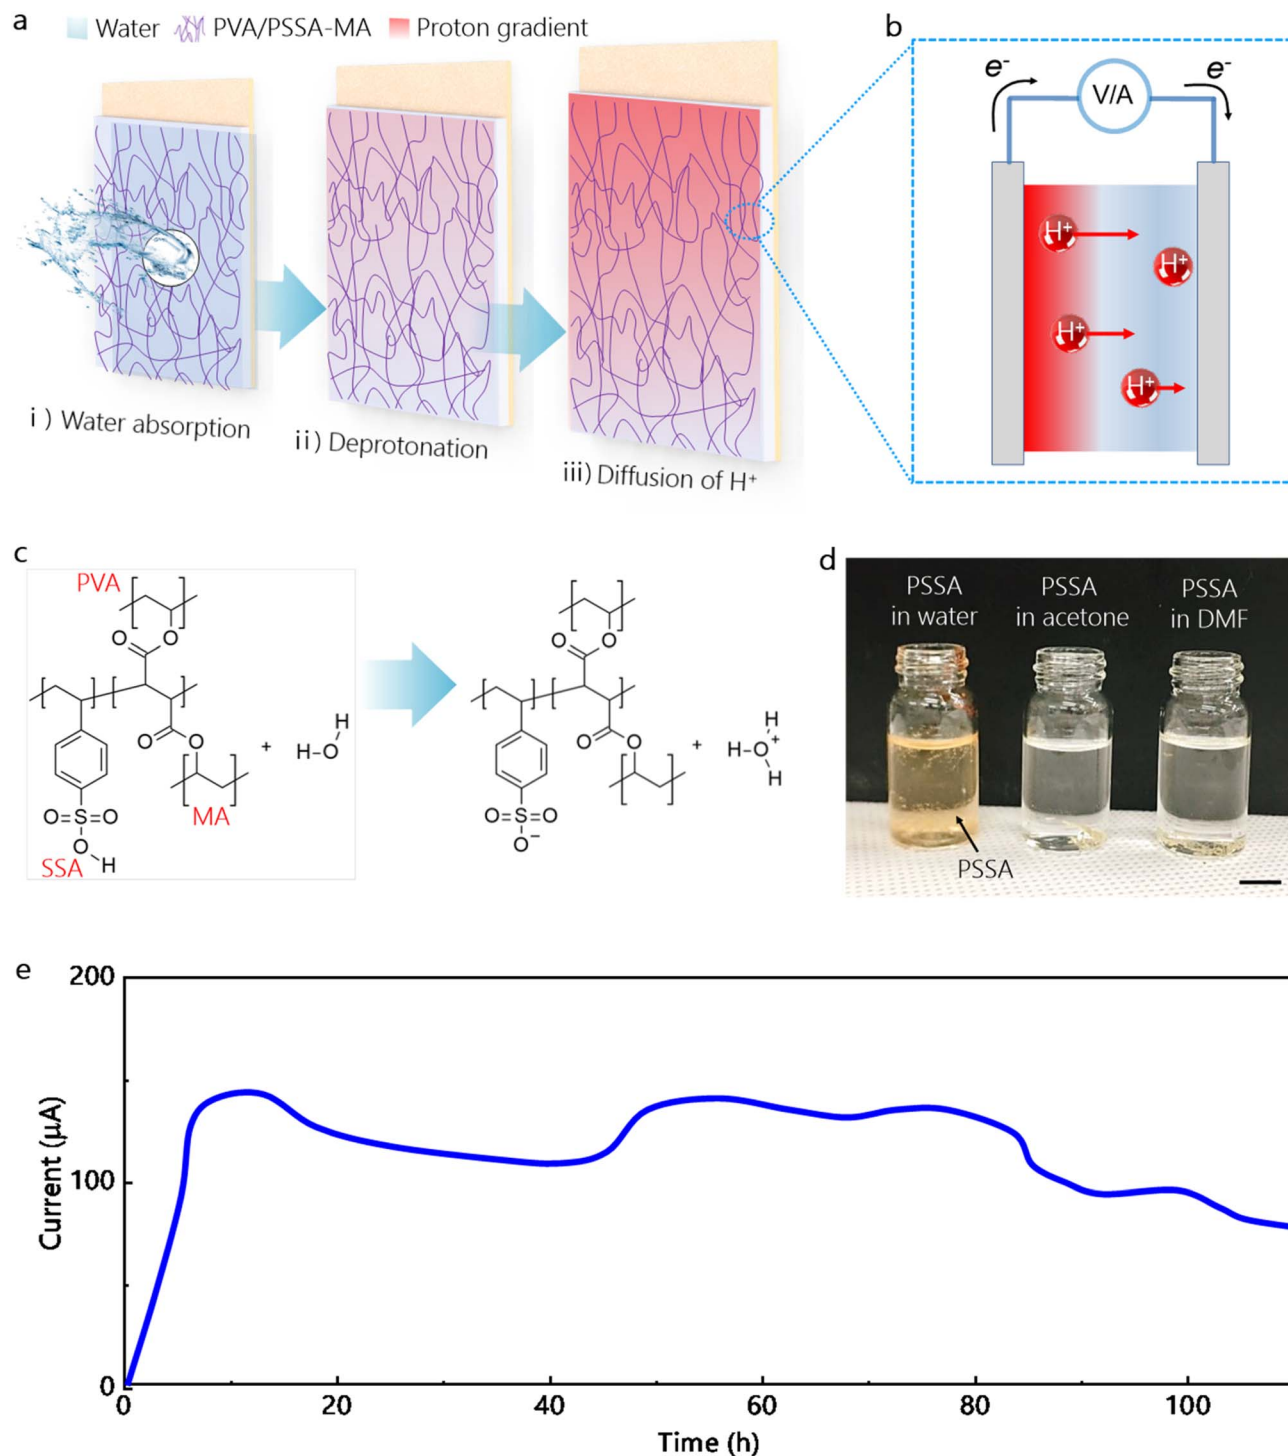 a
Water PVA/PSSA-MA Proton gradient
i ) Water absorption
ii) Deprotonation
iii) Diffusion of H⁺
b
e⁻
e⁻
V/A
H⁺
H⁺
H⁺
H⁺
c
PVA
O
O
O
O
+
H
H-O
MA
O=S=O
O-H
SSA
O
O
O
O
+
H
H-O⁺
H
O=S=O
O⁻
d
PSSA
in water
PSSA
in acetone
PSSA
in DMF
PSSA
e
200
100
0
Current (μA)
0 20 40 60 80 100
Time (h)